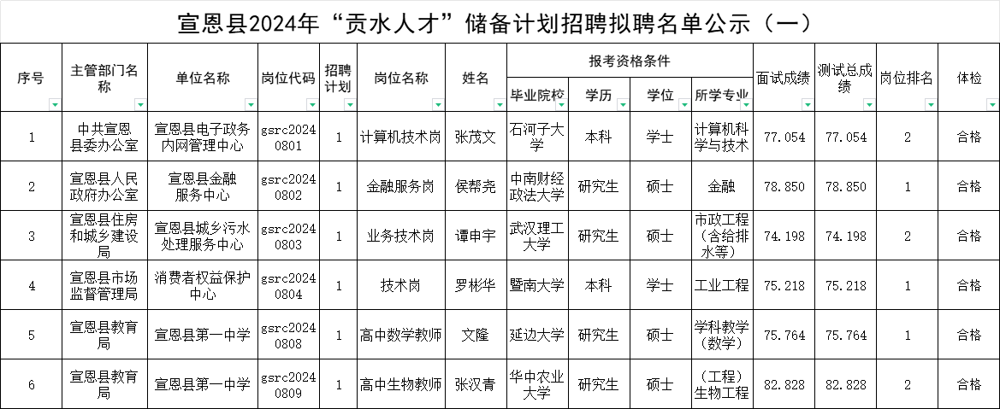 宣恩县2024年“贡水人才”储备计划招聘拟聘名单公示（一）
序号 主管部门名称 单位名称 岗位代码 招聘计划 岗位名称 姓名 报考资格条件 面试成绩 测试总成绩 岗位排名 体检
毕业院校 学历 学位 所学专业
1 中共宣恩县委办公室 宣恩县电子政务内网管理中心 gsrc20240801 1 计算机技术岗 张茂文 石河子大学 本科 学士 计算机科学与技术 77.054 77.054 2 合格
2 宣恩县人民政府办公室 宣恩县金融服务中心 gsrc20240802 1 金融服务岗 侯帮尧 中南财经政法大学 研究生 硕士 金融 78.850 78.850 1 合格
3 宣恩县住房和城乡建设局 宣恩县城乡污水处理服务中心 gsrc20240803 1 业务技术岗 谭申宇 武汉理工大学 研究生 硕士 市政工程（含给排水等） 74.198 74.198 2 合格
4 宣恩县市场监督管理局 消费者权益保护中心 gsrc20240804 1 技术岗 罗彬华 暨南大学 本科 学士 工业工程 75.218 75.218 1 合格
5 宣恩县教育局 宣恩县第一中学 gsrc20240808 1 高中数学教师 文隆 延边大学 研究生 硕士 学科教学（数学） 75.764 75.764 1 合格
6 宣恩县教育局 宣恩县第一中学 gsrc20240809 1 高中生物教师 张汉青 华中农业大学 研究生 硕士 （工程）生物工程 82.828 82.828 2 合格